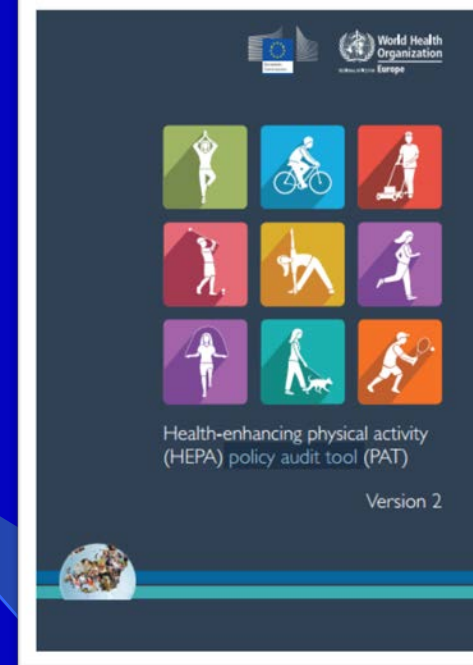 World Health
Organization
Europe
Health-enhancing physical activity
(HEPA) policy audit tool (PAT)
Version 2